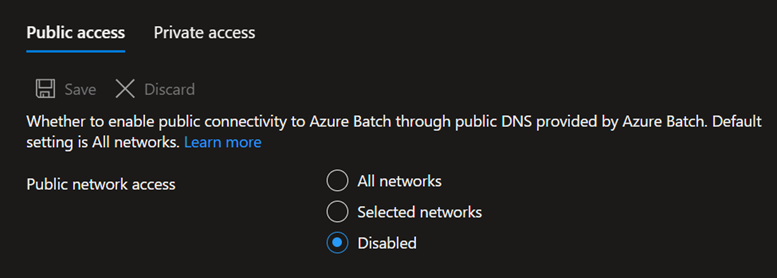 Public access Private access
Save Discard
Whether to enable public connectivity to Azure Batch through public DNS provided by Azure Batch. Default
setting is All networks. Learn more
Public network access All networks
Selected networks
Disabled